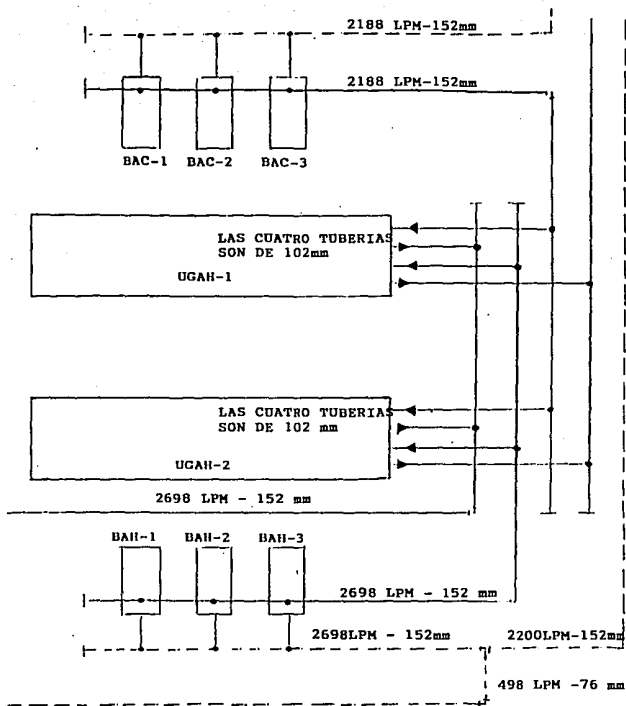 2188 LPM-152mm
2188 LPM-152mm
BAC-1 BAC-2 BAC-3
LAS CUATRO TUBERIAS
SON DE 102mm
UGAH-1
LAS CUATRO TUBERIAS
SON DE 102 mm
UGAH-2
2698 LPM - 152 mm
BAH-1 BAH-2 BAH-3
2698 LPM - 152 mm
2698LPM - 152mm
2200LPM-152mm
498 LPM -76 mm